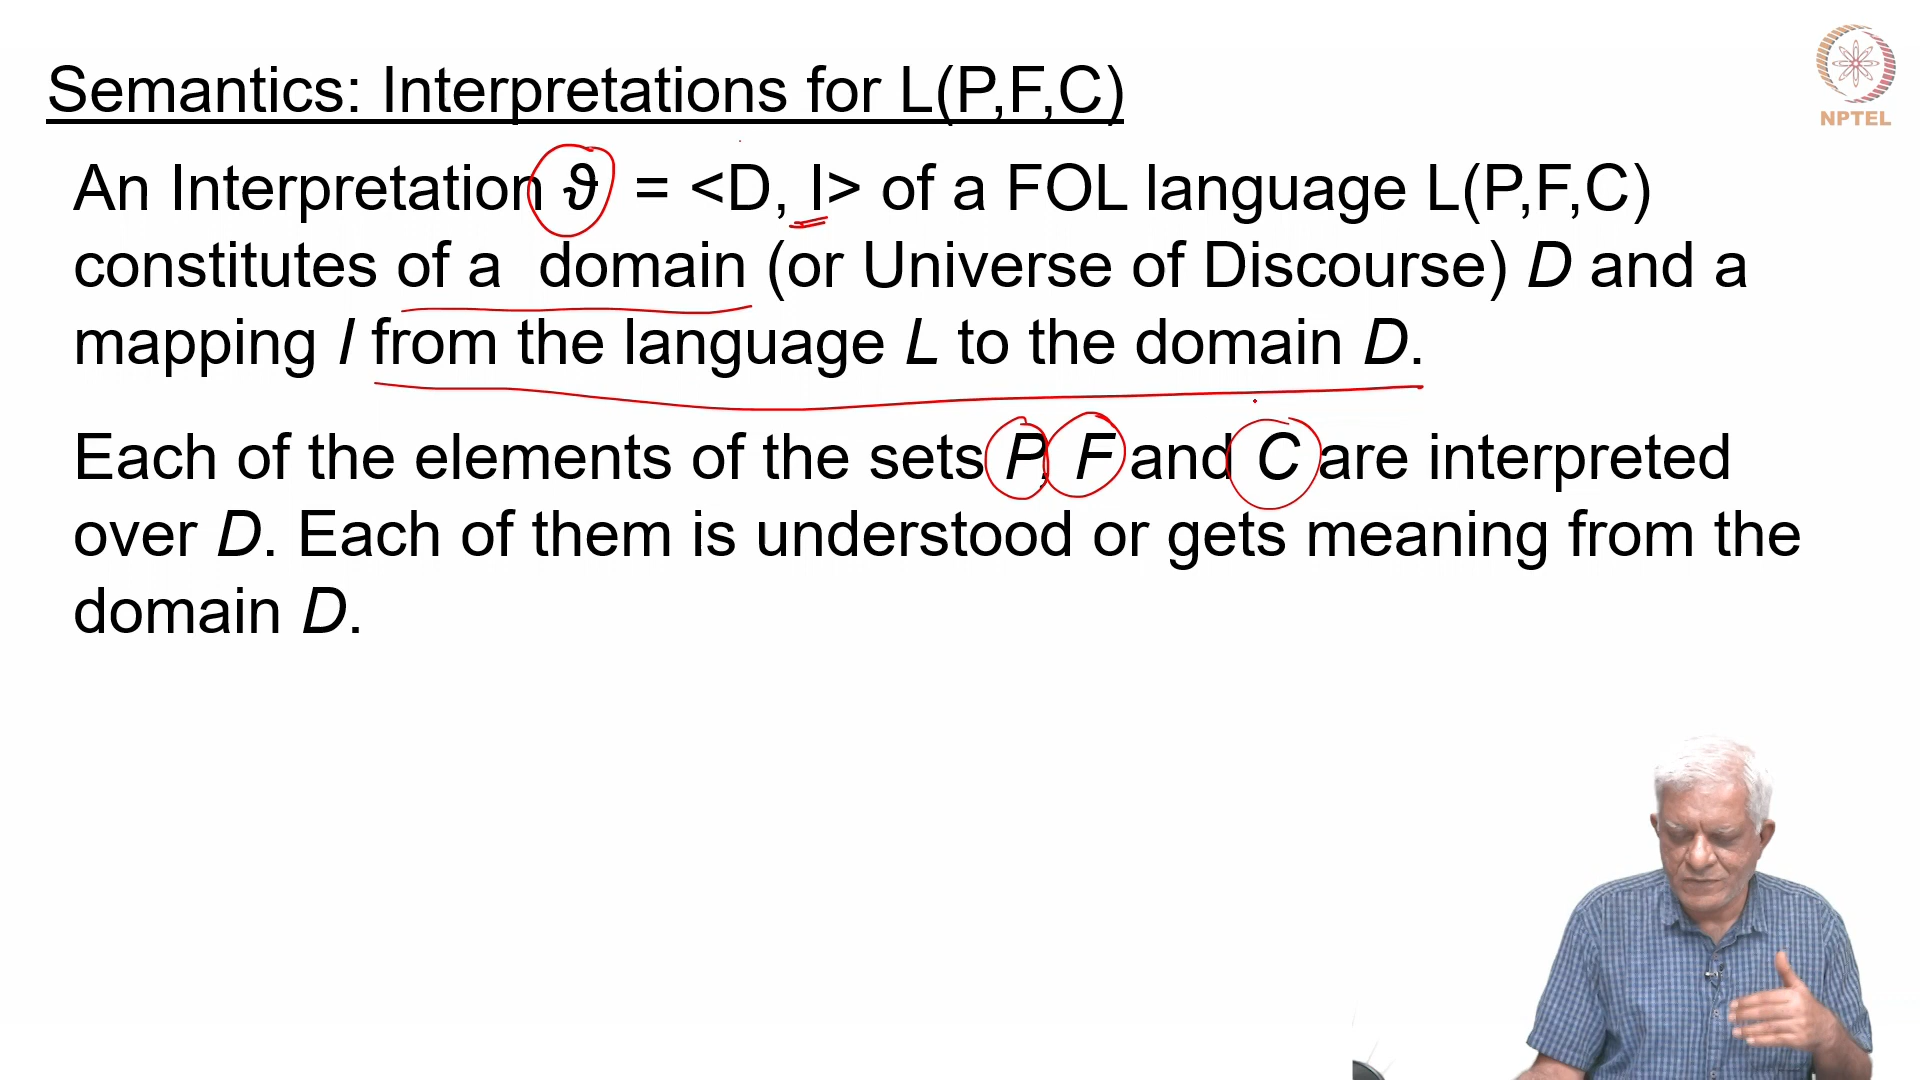 Semantics: Interpretations for L(P,F,C)
NPTEL
An Interpretation ϑ = <D, I> of a FOL language L(P,F,C)
constitutes of a domain (or Universe of Discourse) D and a
mapping I from the language L to the domain D.
Each of the elements of the sets P, F and C are interpreted
over D. Each of them is understood or gets meaning from the
domain D.